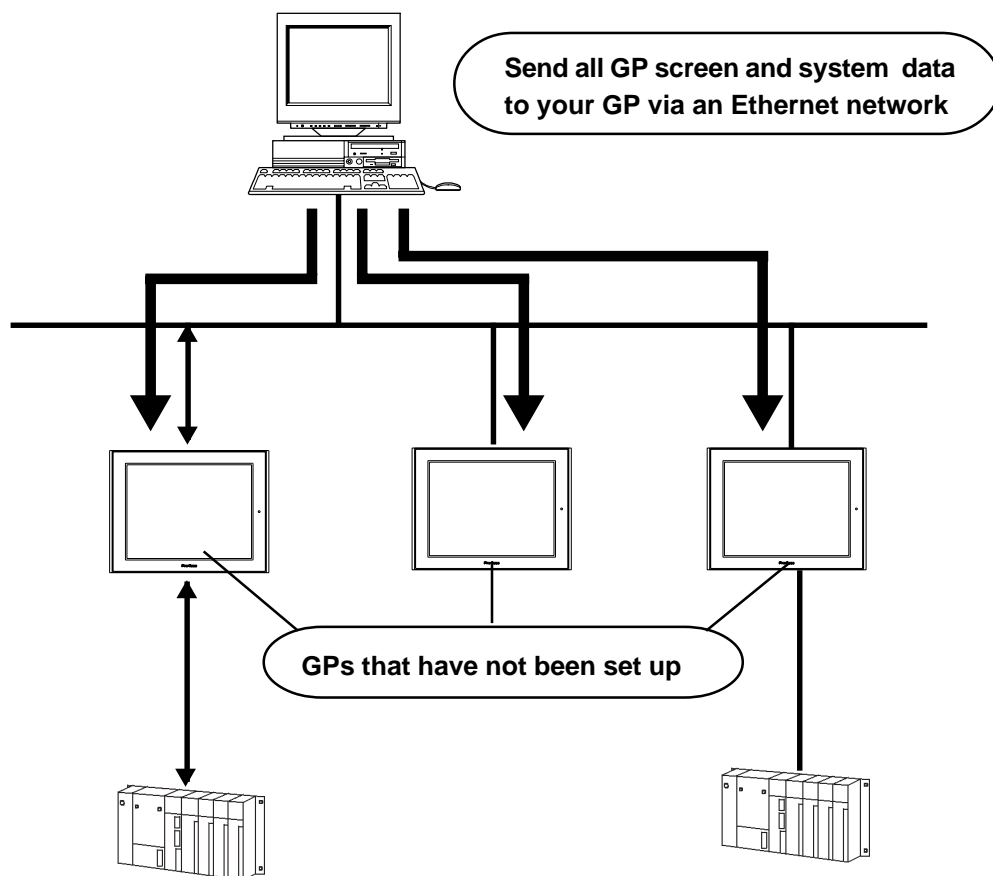 Send all GP screen and system data
to your GP via an Ethernet network
GPs that have not been set up